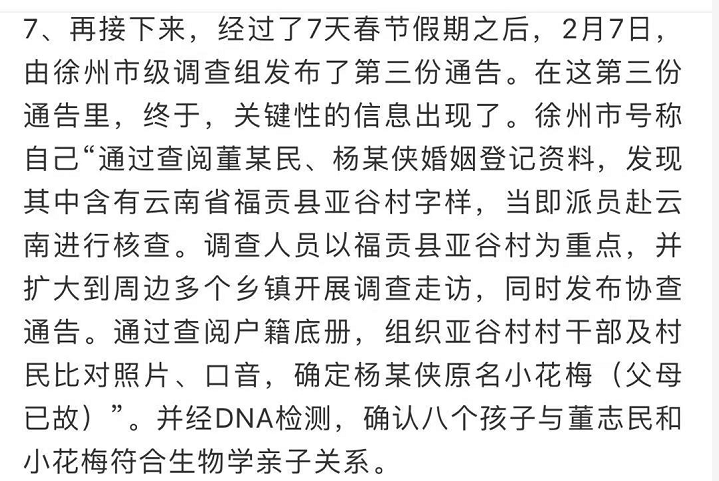 7、再接下来，经过了7天春节假期之后，2月7日，
由徐州市级调查组发布了第三份通告。在这第三份
通告里，终于，关键性的信息出现了。徐州市号称
自己“通过查阅董某民、杨某侠婚姻登记资料，发现
其中含有云南省福贡县亚谷村字样，当即派员赴云
南进行核查。调查人员以福贡县亚谷村为重点，并
扩大到周边多个乡镇开展调查走访，同时发布协查
通告。通过查阅户籍底册，组织亚谷村村干部及村
民比对照片、口音，确定杨某侠原名小花梅（父母
已故）”。并经DNA检测，确认八个孩子与董志民和
小花梅符合生物学亲子关系。